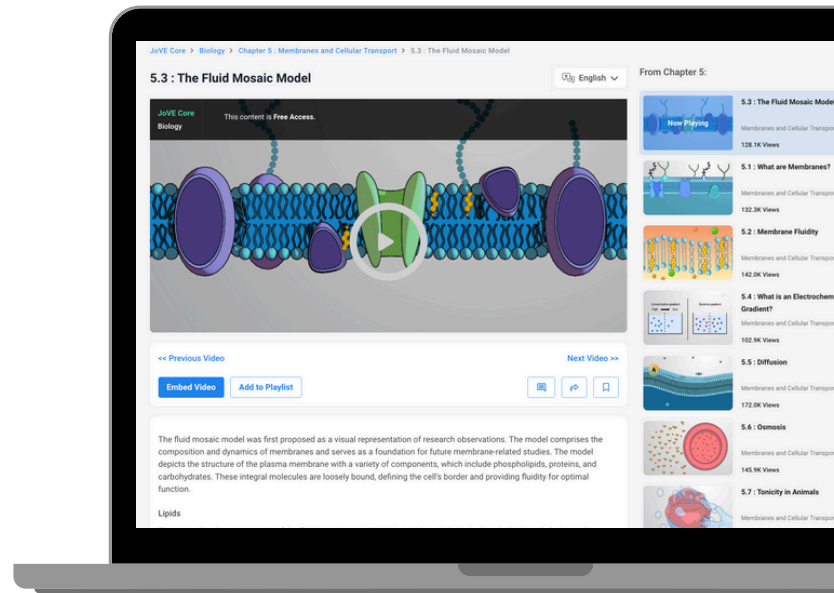 JoVE Core > Biology > Chapter 5 : Membranes and Cellular Transport > 5.3 : The Fluid Mosaic Model
5.3 : The Fluid Mosaic Model
English
JoVE Core
Biology
This content is Free Access.
<< Previous Video
Next Video >>
Embed Video
Add to Playlist
The fluid mosaic model was first proposed as a visual representation of research observations. The model comprises the
composition and dynamics of membranes and serves as a foundation for future membrane-related studies. The model
depicts the structure of the plasma membrane with a variety of components, which include phospholipids, proteins, and
carbohydrates. These integral molecules are loosely bound, defining the cell's border and providing fluidity for optimal
function.
Lipids
From Chapter 5:
Now Playing
5.3 : The Fluid Mosaic Model
Membranes and Cellular Transpor
128.1K Views
5.1 : What are Membranes?
Membranes and Cellular Transpor
132.3K Views
5.2 : Membrane Fluidity
Membranes and Cellular Transpor
142.0K Views
5.4 : What is an Electrochem
Gradient?
Membranes and Cellular Transpor
102.9K Views
5.5 : Diffusion
Membranes and Cellular Transpor
172.0K Views
5.6 : Osmosis
Membranes and Cellular Transpor
145.9K Views
5.7 : Tonicity in Animals
Membranes and Cellular Transpor